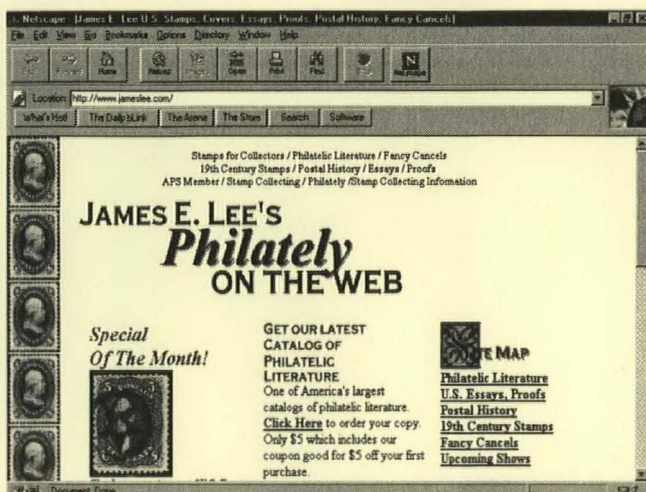 Netscape - [James E. Lee U.S. Stamps, Covers, Essays, Proofs, Postal History, Fancy Cancels]
File Edit View Go Bookmarks Options Directory Window Help
Home Reload Images Open Print Find Netscape
Location: http://www.jameslee.com/
What's Hot! The Daily bLink The Arena The Store Search Software
Stamps for Collectors / Philatelic Literature / Fancy Cancels
19th Century Stamps / Postal History / Essays / Proofs
APS Member / Stamp Collecting / Philately /Stamp Collecting Information
JAMES E. LEE'S
Philately
ON THE WEB
Special
Of The Month!
GET OUR LATEST
CATALOG OF
PHILATELIC
LITERATURE
One of America's largest
catalogs of philatelic literature.
Click Here to order your copy.
Only $5 which includes our
coupon good for $5 off your first
purchase.
SITE MAP
Philatelic Literature
U.S. Essays, Proofs
Postal History
19th Century Stamps
Fancy Cancels
Upcoming Shows
Document Done